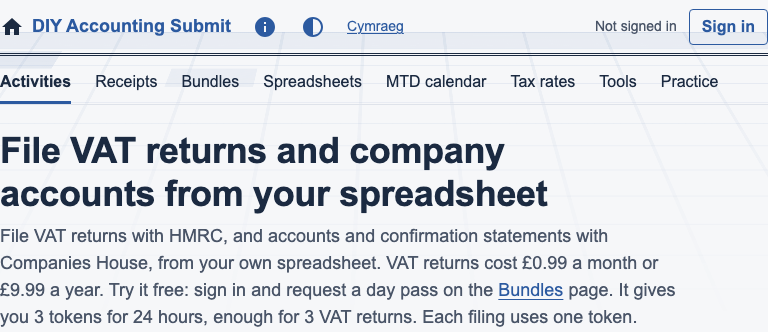 DIY Accounting Submit
Cymraeg
Not signed in
Sign in
Activities
Receipts
Bundles
Spreadsheets
MTD calendar
Tax rates
Tools
Practice
File VAT returns and company
accounts from your spreadsheet
File VAT returns with HMRC, and accounts and confirmation statements with
Companies House, from your own spreadsheet. VAT returns cost £0.99 a month or
£9.99 a year. Try it free: sign in and request a day pass on the Bundles page. It gives
you 3 tokens for 24 hours, enough for 3 VAT returns. Each filing uses one token.